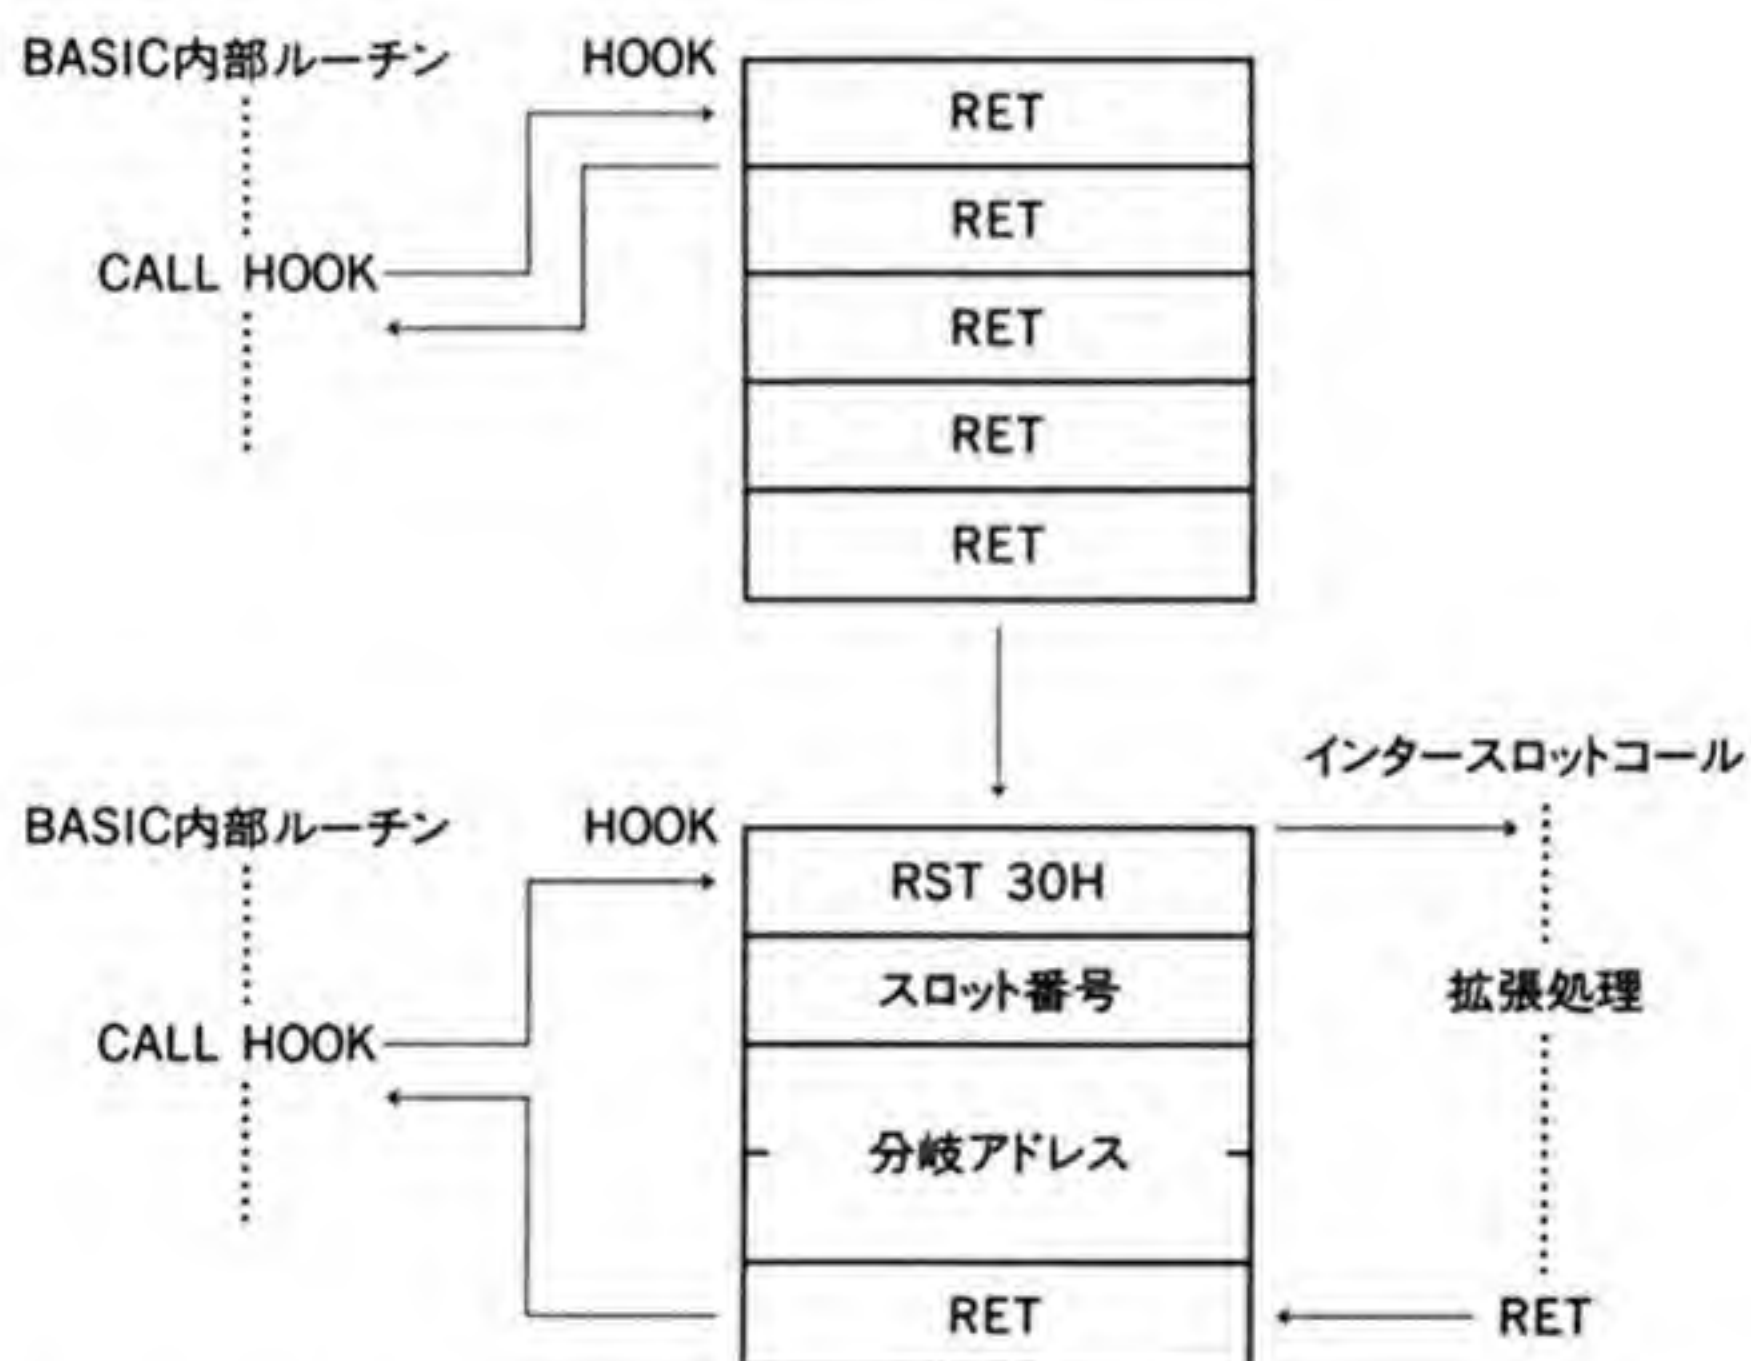 BASIC内部ルーチン
HOOK
RET
RET
CALL HOOK
RET
RET
RET
インタースロットコール
BASIC内部ルーチン
HOOK
RST 30H
スロット番号
拡張処理
CALL HOOK
分岐アドレス
RET
RET